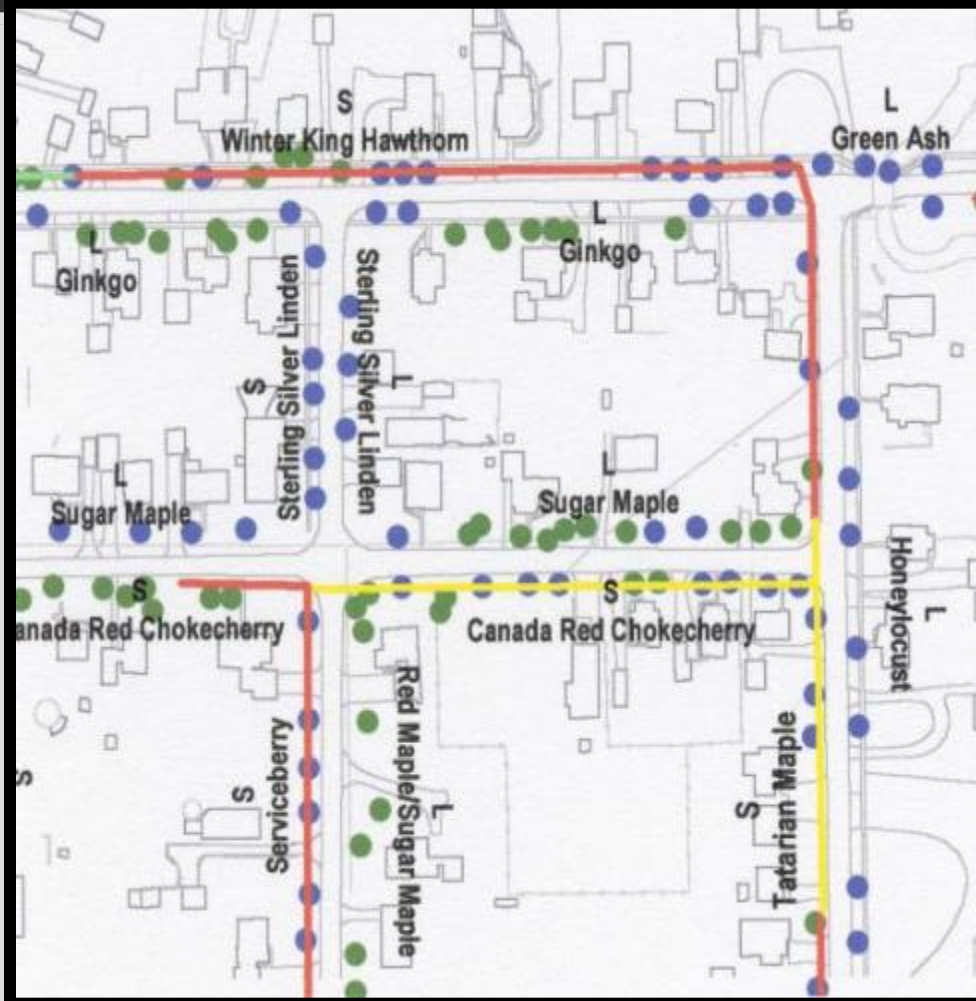 S
L
Winter King Hawthorn
Green Ash
L
Ginkgo
L
Ginkgo
Sterling Silver Linden
Sterling Silver Linden
S
L
L
Sugar Maple
L
Sugar Maple
S
anada Red Chokecherry
S
Canada Red Chokecherry
Honeylocust
L
Red Maple/Sugar Maple
L
Serviceberry
S
S
Tatarian Maple
S